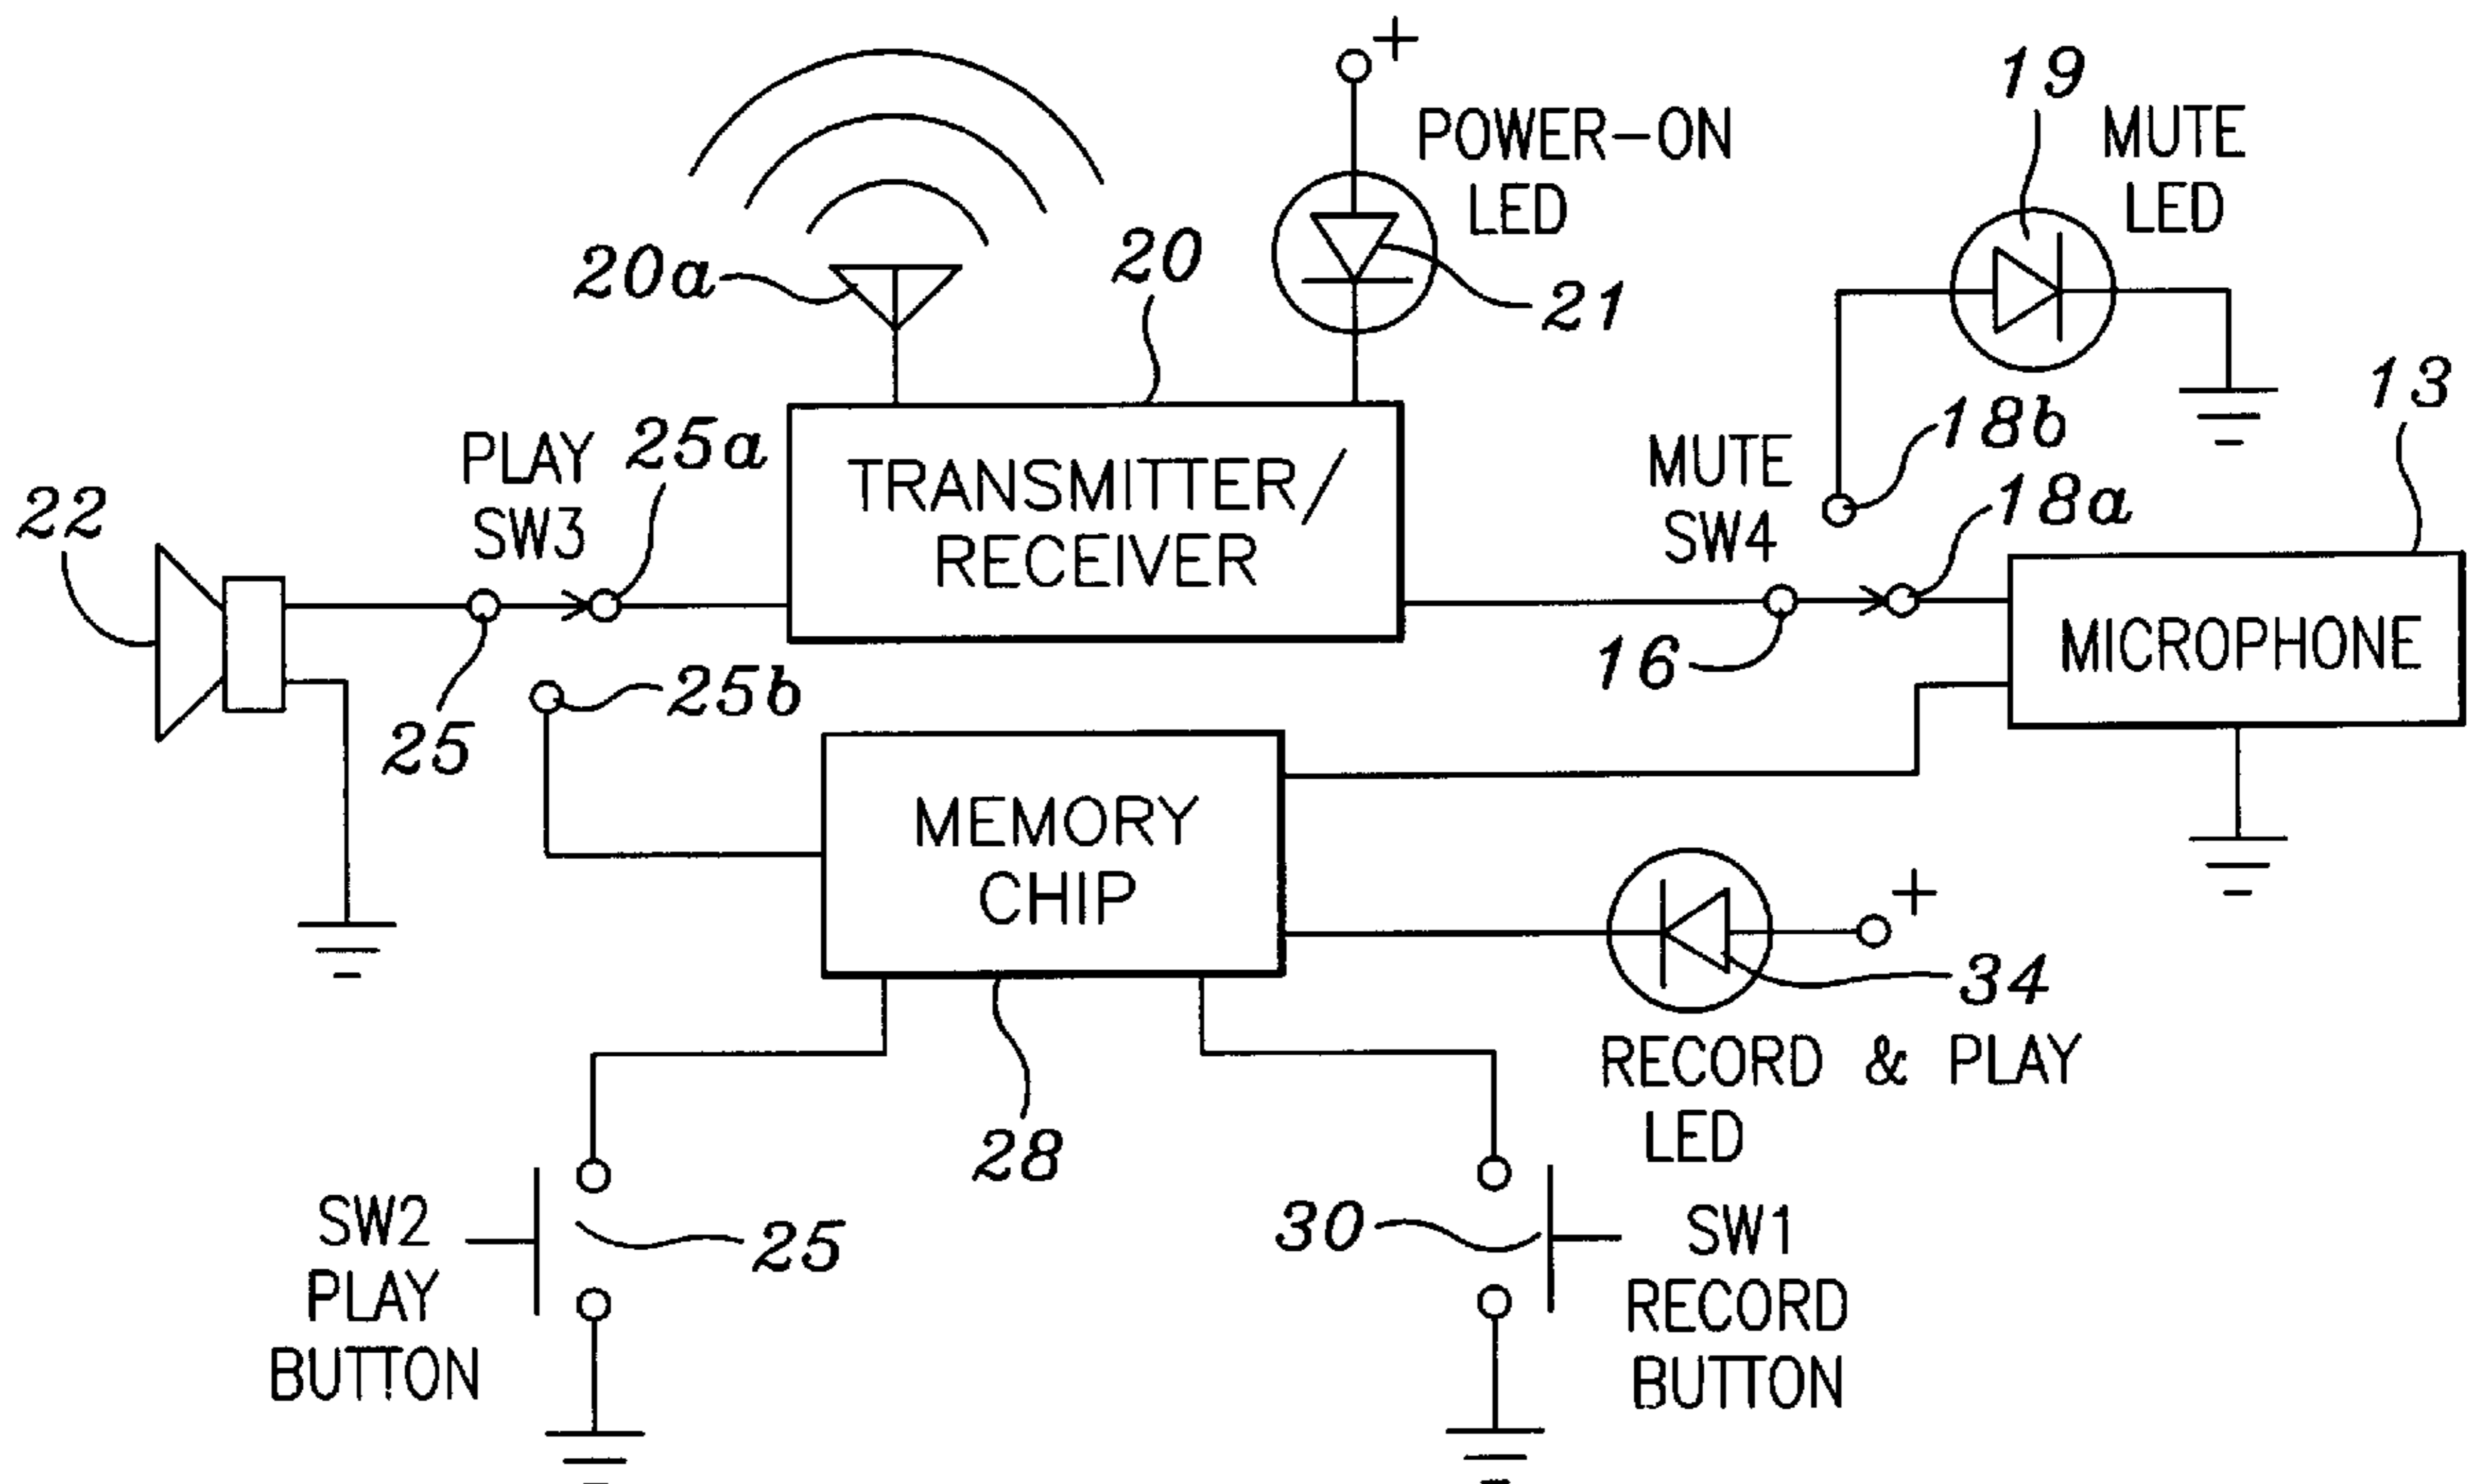 +
19
POWER-ON
LED
MUTE
LED
20a
20
21
13
PLAY
SW3
25a
TRANSMITTER/
RECEIVER
MUTE
SW4
18b
18a
22
16
MICROPHONE
25
25b
MEMORY
CHIP
+
34
RECORD & PLAY
LED
28
SW2
PLAY
BUTTON
25
30
SW1
RECORD
BUTTON